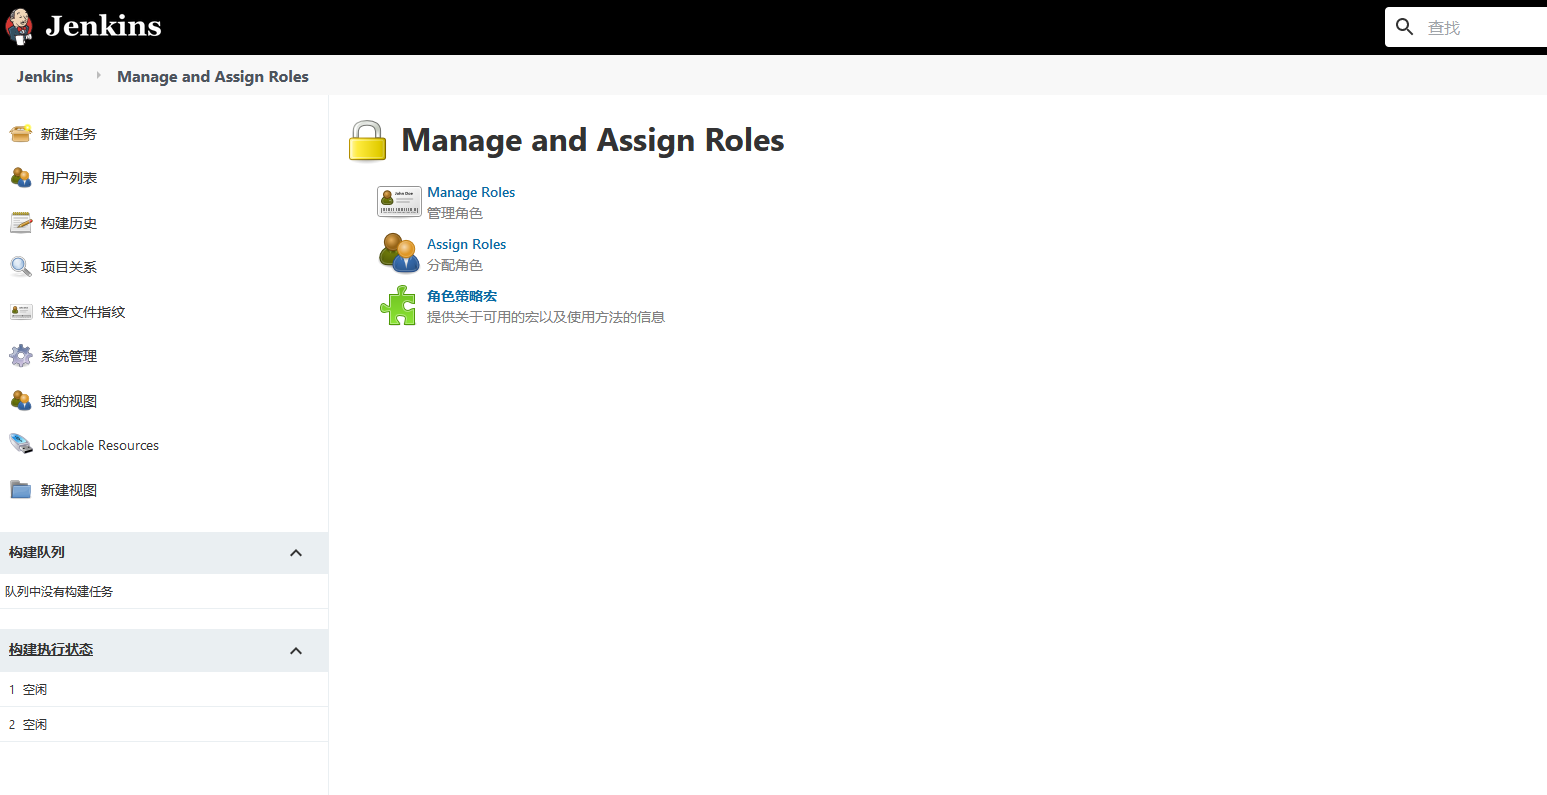 Jenkins
查找
Jenkins
Manage and Assign Roles
新建任务
用户列表
构建历史
项目关系
检查文件指纹
系统管理
我的视图
Lockable Resources
新建视图
构建队列
队列中没有构建任务
构建执行状态
1 空闲
2 空闲
Manage and Assign Roles
Manage Roles
管理角色
Assign Roles
分配角色
角色策略宏
提供关于可用的宏以及使用方法的信息
John Doe